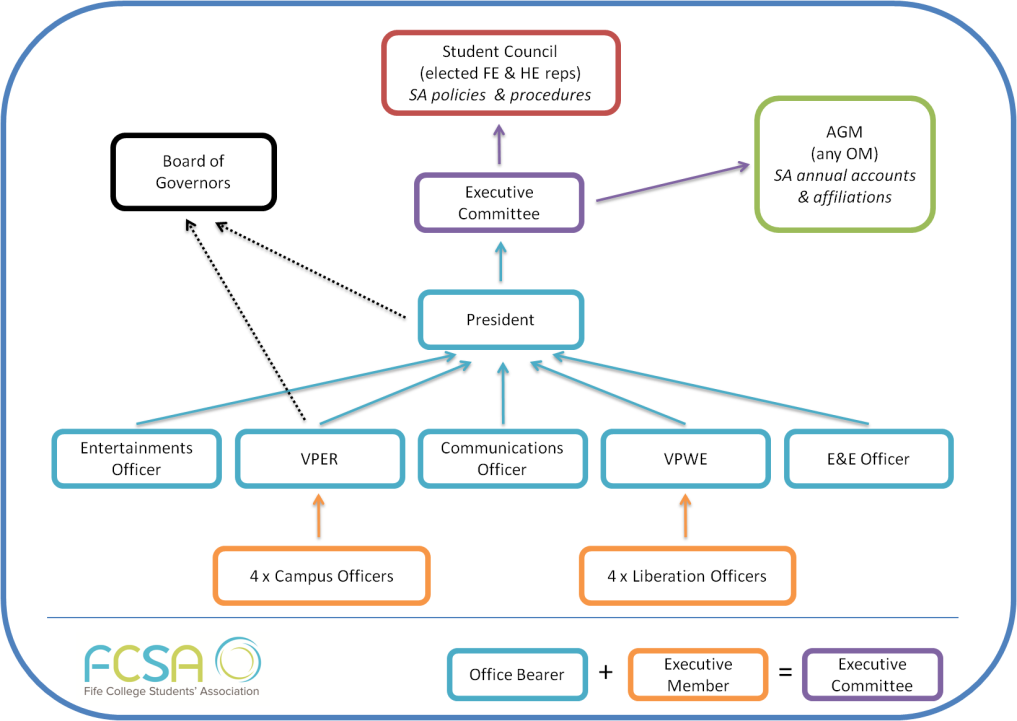 Student Council
(elected FE & HE reps)
SA policies & procedures
AGM
(any OM)
SA annual accounts
& affiliations
Board of
Governors
Executive
Committee
President
Entertainments
Officer
VPER
Communications
Officer
VPWE
E&E Officer
4 x Campus Officers
4 x Liberation Officers
FCSA
Fife College Students' Association
Office Bearer
+
Executive
Member
=
Executive
Committee